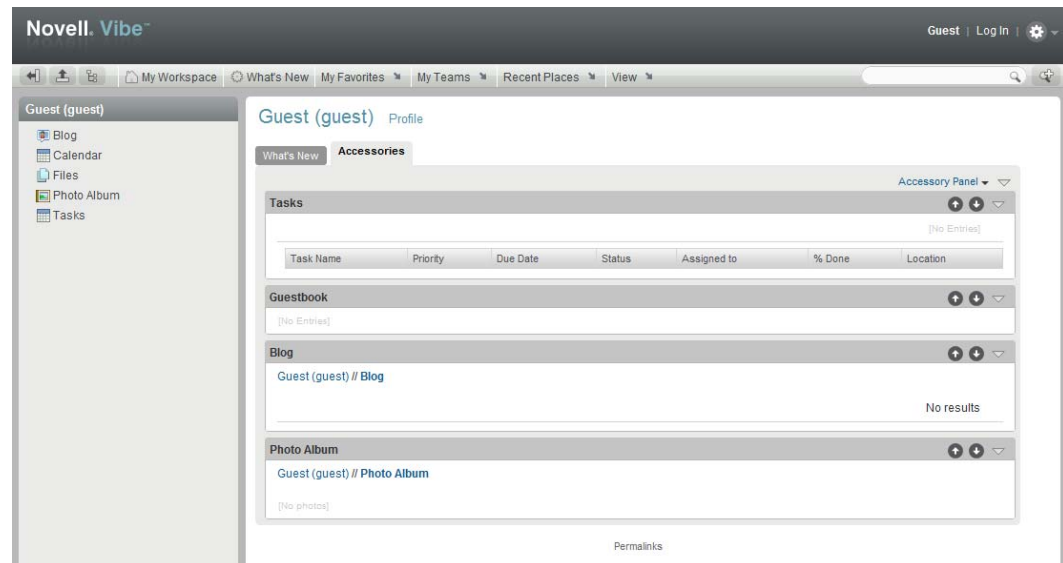 Novell. Vibe
Guest | Log In |
My Workspace What's New My Favorites My Teams Recent Places View
Guest (guest)
Blog
Calendar
Files
Photo Album
Tasks
Guest (guest) Profile
What's New Accessories
Accessory Panel
Tasks
[No Entries]
Task Name Priority Due Date Status Assigned to % Done Location
Guestbook
[No Entries]
Blog
Guest (guest) // Blog
No results
Photo Album
Guest (guest) // Photo Album
[No photos]
Permalinks